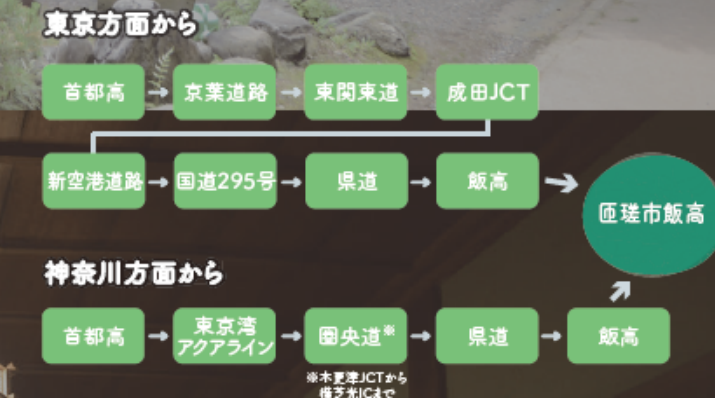 東京方面から
首都高
京葉道路
東関東道
成田JCT
新空港道路
国道295号
県道
飯高
匝瑳市飯高
神奈川方面から
首都高
東京湾
アクアライン
圏央道※
県道
飯高
※木更津JCTから
横芝光ICまで